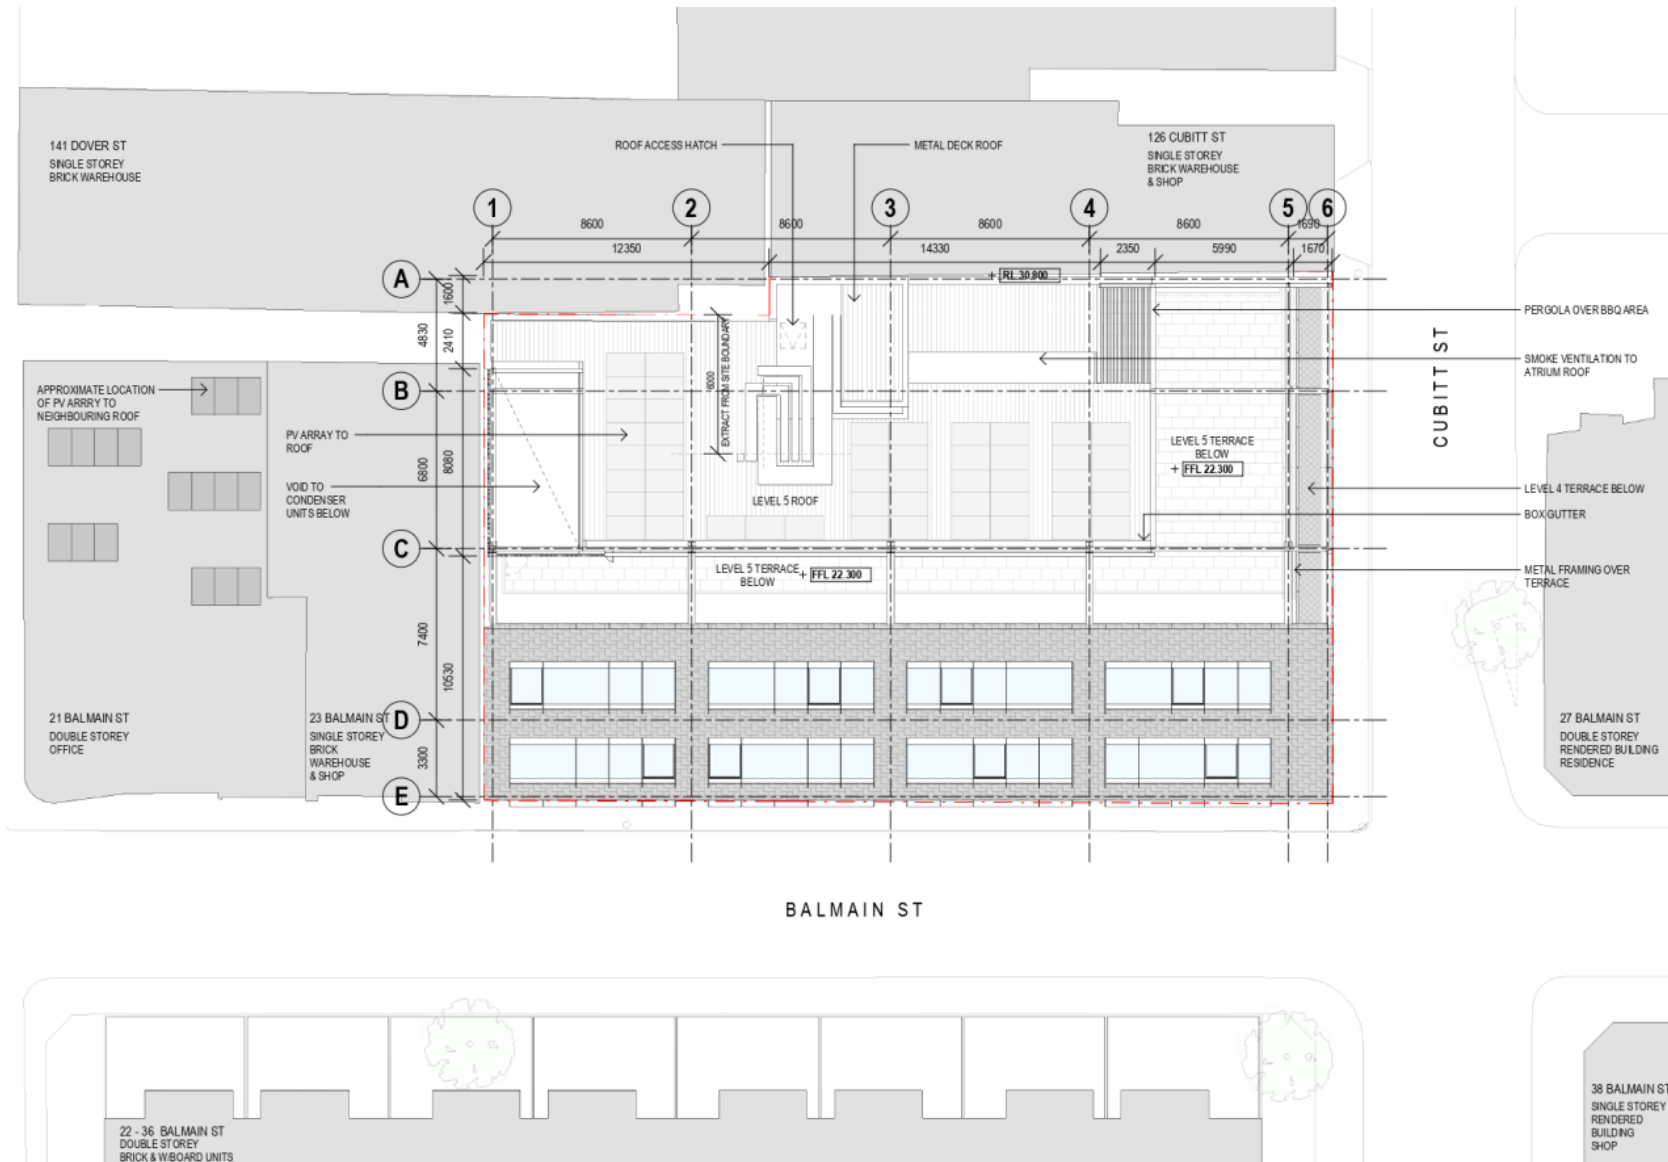 141 DOVER ST
SINGLE STOREY
BRICK WAREHOUSE
ROOF ACCESS HATCH
METAL DECK ROOF
126 CUBITT ST
SINGLE STOREY
BRICK WAREHOUSE
& SHOP
1
2
3
4
5
6
8600
8600
8600
8600
1690
12350
14330
2350
5990
1670
A
RL 30.800
1600
4830
2410
PERGOLA OVER BBQ AREA
CUBITT ST
SMOKE VENTILATION TO
ATRIUM ROOF
B
APPROXIMATE LOCATION
OF PV ARRRY TO
NEIGHBOURING ROOF
6000
EXTRACT FROM SITE BOUNDARY
PV ARRAY TO
ROOF
LEVEL 5 TERRACE
BELOW
FFL 22.300
6800
8080
VOID TO
CONDENSER
UNITS BELOW
LEVEL 5 ROOF
LEVEL 4 TERRACE BELOW
BOX GUTTER
C
LEVEL 5 TERRACE
BELOW
FFL 22.300
METAL FRAMING OVER
TERRACE
7400
10530
D
21 BALMAIN ST
DOUBLE STOREY
OFFICE
23 BALMAIN ST
SINGLE STOREY
BRICK
WAREHOUSE
& SHOP
3300
27 BALMAIN ST
DOUBLE STOREY
RENDERED BUILDING
RESIDENCE
E
BALMAIN ST
22 - 36 BALMAIN ST
DOUBLE STOREY
BRICK & W/BOARD UNITS
38 BALMAIN ST
SINGLE STOREY
RENDERED
BUILDING
SHOP